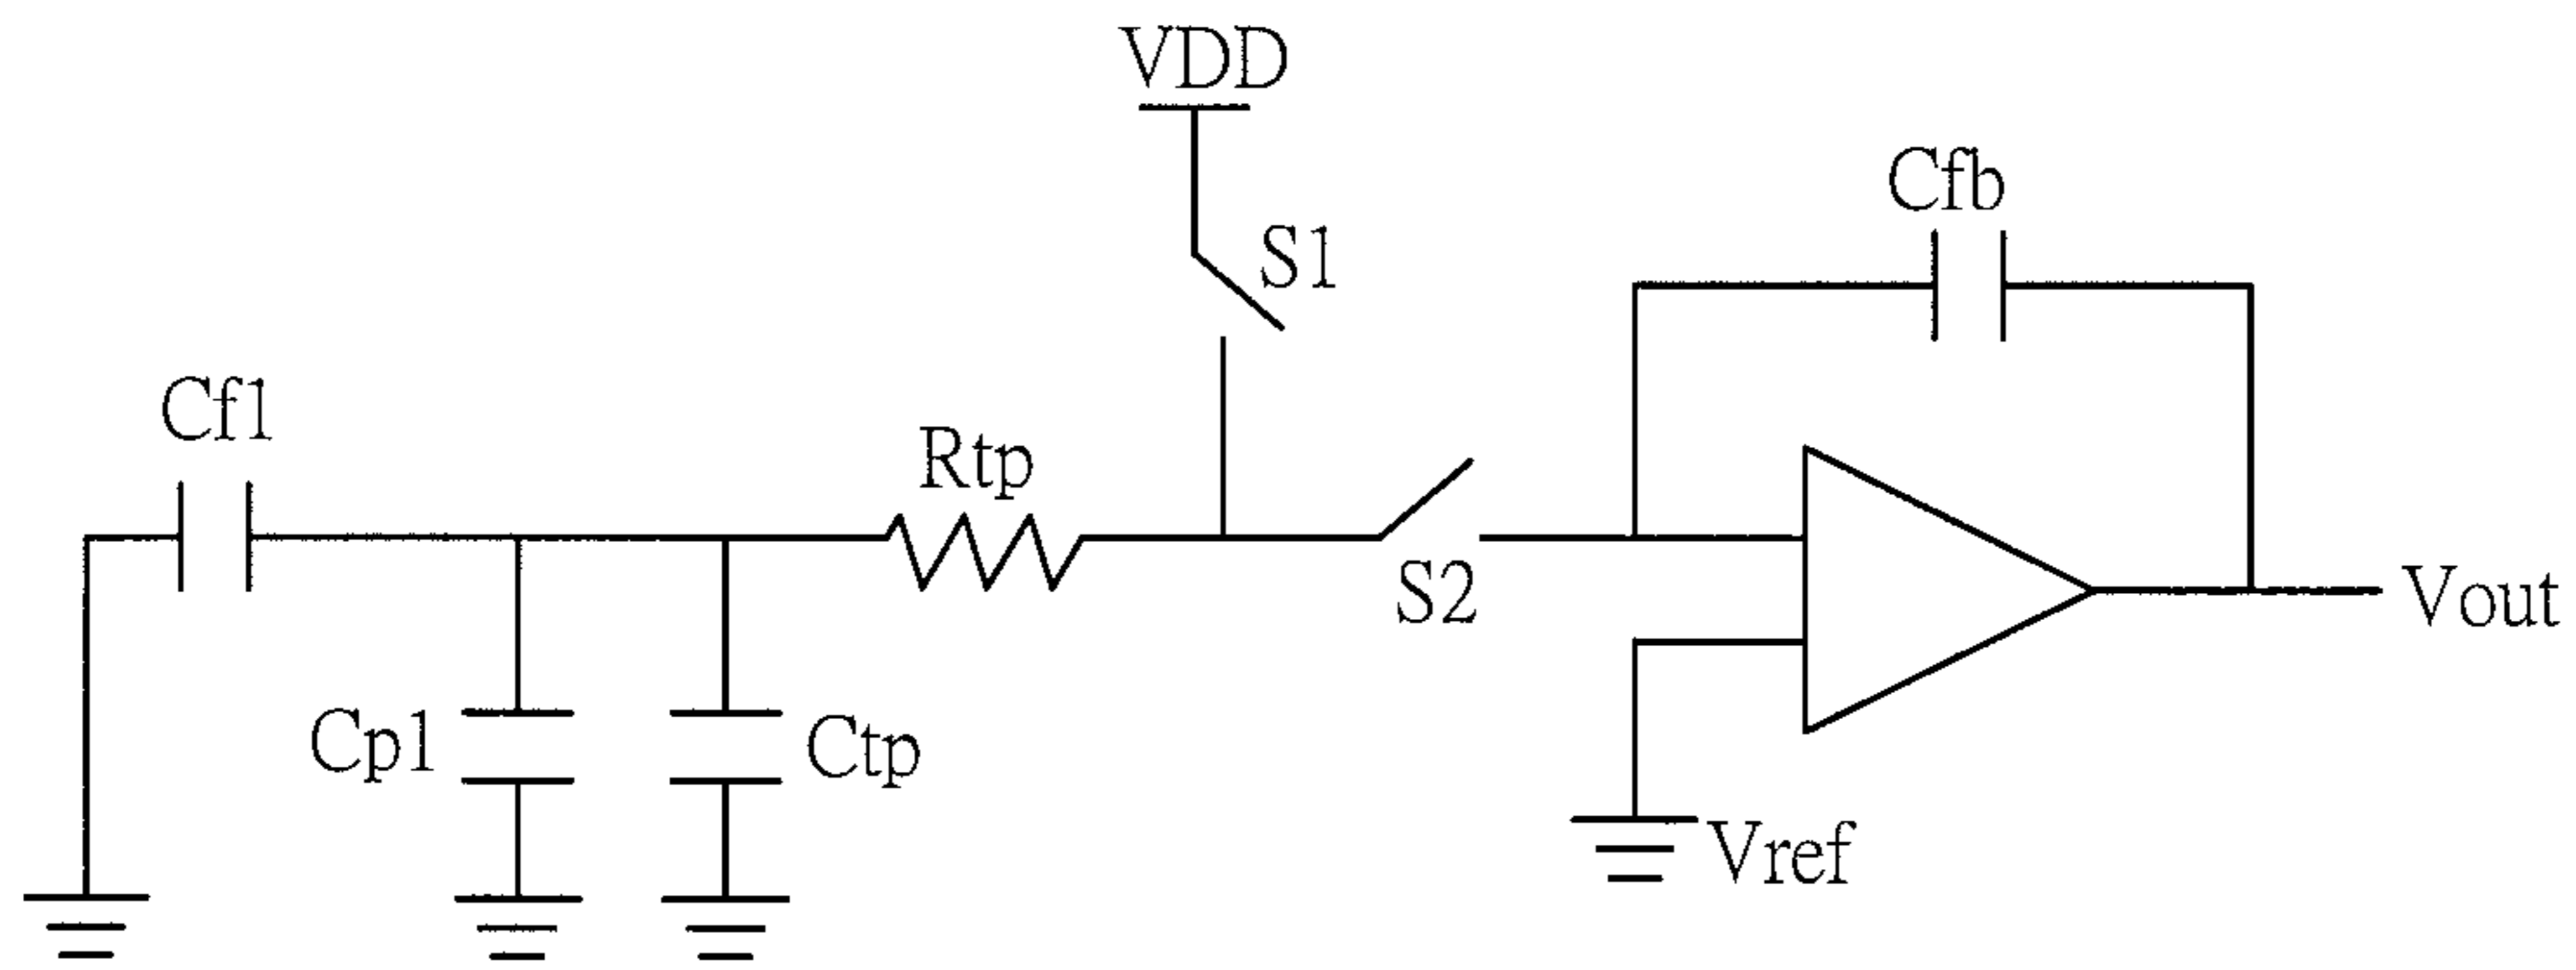 VDD
Cfb
S1
Cf1
Rtp
S2
Vout
Cp1
Ctp
Vref